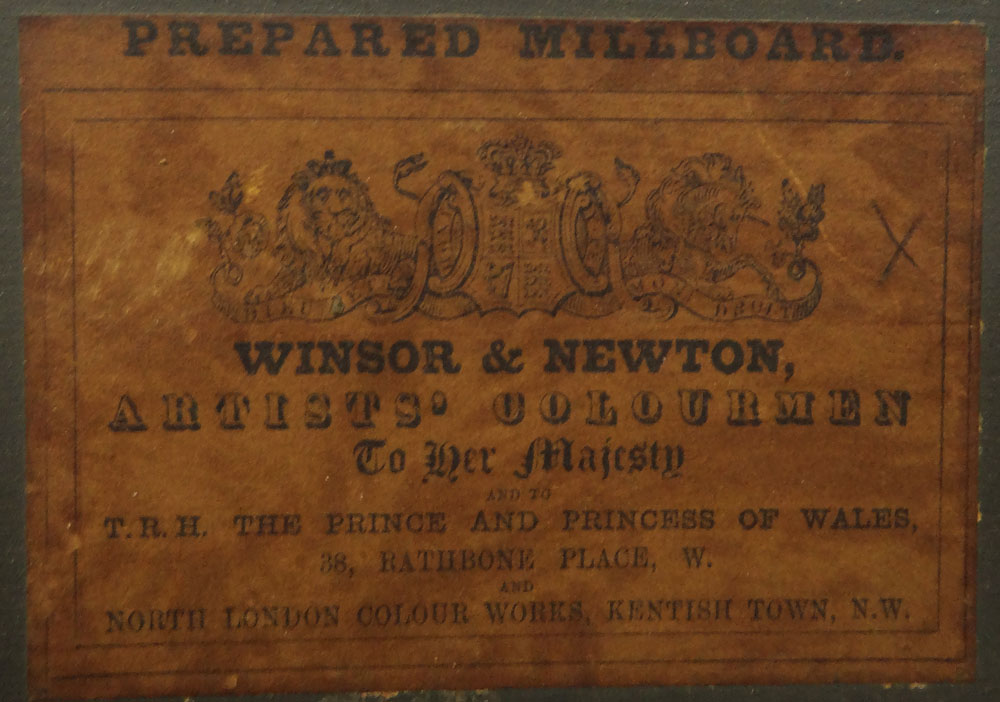 PREPARED MILLBOARD.
WINSOR & NEWTON,
ARTISTS' COLOURMEN
To Her Majesty
AND TO
T.R.H. THE PRINCE AND PRINCESS OF WALES,
38, RATHBONE PLACE, W.
AND
NORTH LONDON COLOUR WORKS, KENTISH TOWN, N.W.